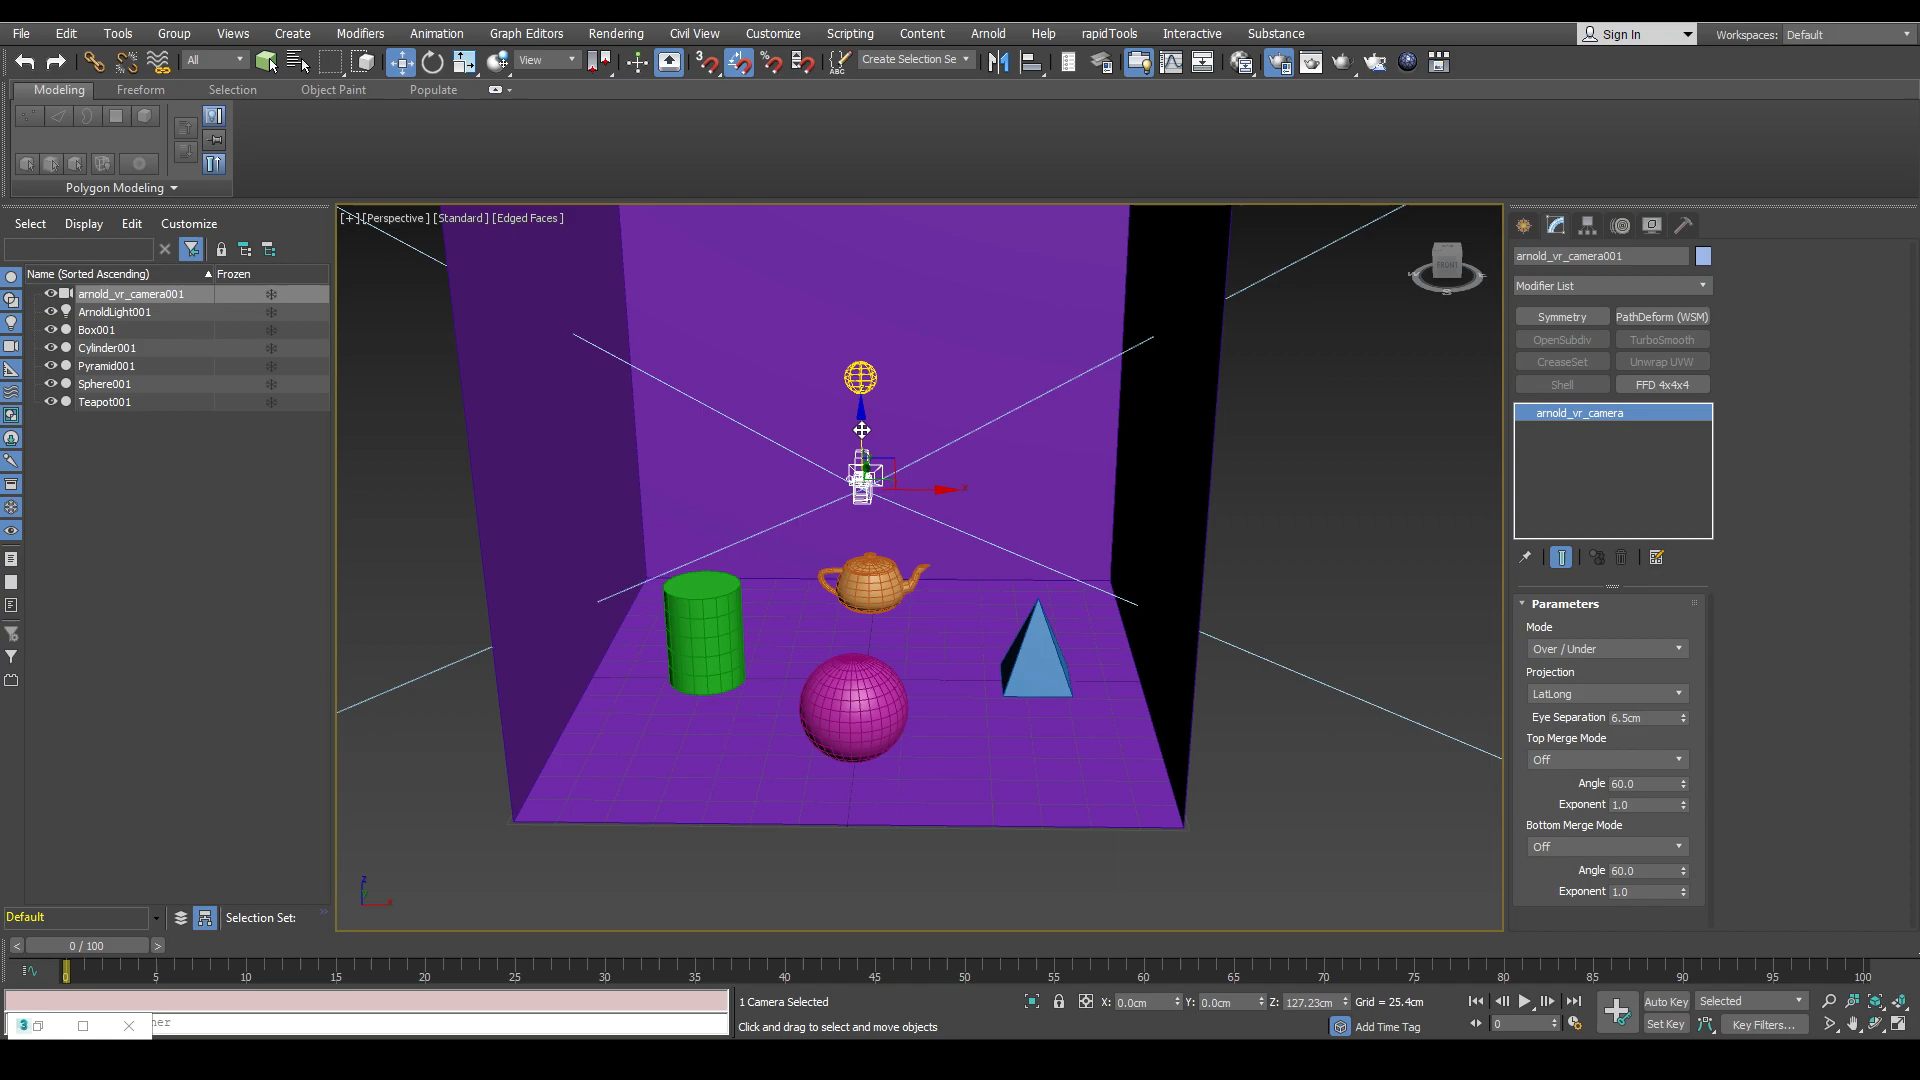 File Edit Tools Group Views Create Modifiers Animation Graph Editors Rendering Civil View Customize Scripting Content Arnold Help rapidTools Interactive Substance Sign In Workspaces: Default
All View 3 ABC Create Selection Se
Modeling Freeform Selection Object Paint Populate
Polygon Modeling
Select Display Edit Customize
Name (Sorted Ascending) Frozen
arnold_vr_camera001
ArnoldLight001
Box001
Cylinder001
Pyramid001
Sphere001
Teapot001
[+] [Perspective ] [Standard ] [Edged Faces ]
FRONT
S
z
x
x
arnold_vr_camera001
Modifier List
Symmetry PathDeform (WSM)
OpenSubdiv TurboSmooth
CreaseSet Unwrap UVW
Shell FFD 4x4x4
arnold_vr_camera
Parameters
Mode
Over / Under
Projection
LatLong
Eye Separation 6.5cm
Top Merge Mode
Off
Angle 60.0
Exponent 1.0
Bottom Merge Mode
Off
Angle 60.0
Exponent 1.0
Default Selection Set:
< 0 / 100 >
0 5 10 15 20 25 30 35 40 45 50 55 60 65 70 75 80 85 90 95 100
1 Camera Selected X: 0.0cm Y: 0.0cm Z: 127.23cm Grid = 25.4cm Auto Key Selected
3 Click and drag to select and move objects Add Time Tag 0 Set Key Key Filters...